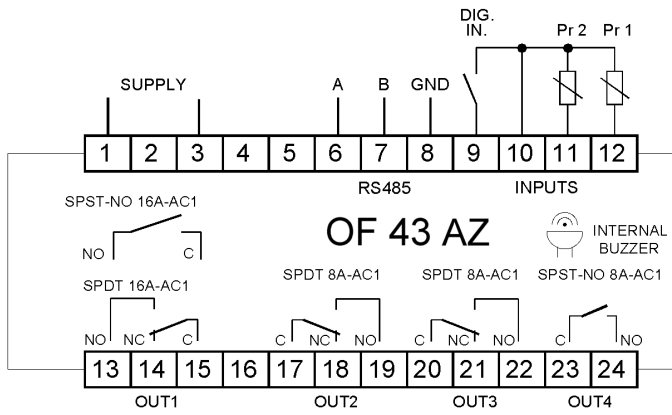 DIG.
IN.
Pr 2 Pr 1
SUPPLY A B GND
1 2 3 4 5 6 7 8 9 10 11 12
RS485 INPUTS
SPST-NO 16A-AC1
OF 43 AZ
INTERNAL
BUZZER
NO C
SPDT 16A-AC1 SPDT 8A-AC1 SPDT 8A-AC1 SPST-NO 8A-AC1
NO NC C C NC NO C NC NO C NO
13 14 15 16 17 18 19 20 21 22 23 24
OUT1 OUT2 OUT3 OUT4